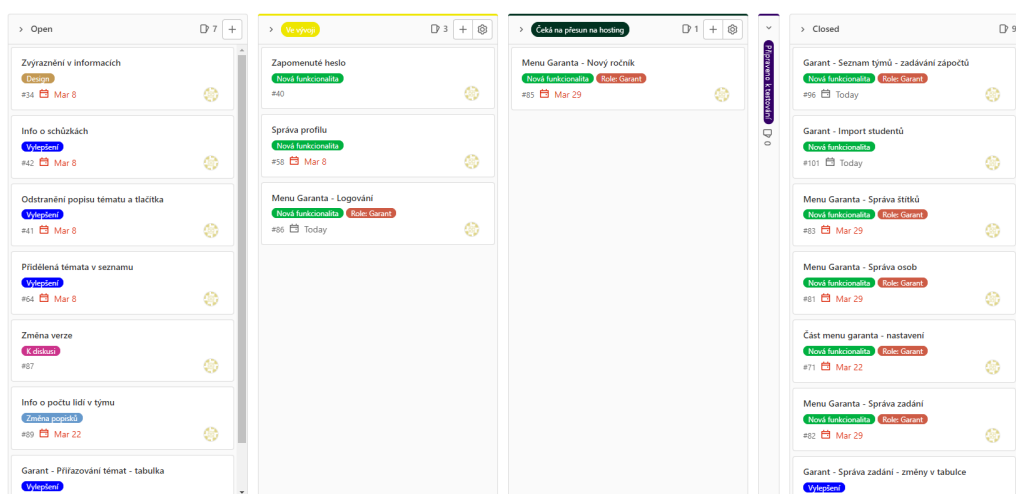 Open
7
Zvýraznění v informacích
Design
#34 Mar 8
Info o schůzkách
Vylepšení
#42 Mar 8
Odstranění popisu tématu a tlačítka
Vylepšení
#41 Mar 8
Přidělená témata v seznamu
Vylepšení
#64 Mar 8
Změna verze
K diskusi
#87
Info o počtu lidí v týmu
Změna popisků
#89 Mar 22
Garant - Přiřazování témat - tabulka
Vylepšení
Ve vývoji
3
Zapomenuté heslo
Nová funkcionalita
#40
Správa profilu
Nová funkcionalita
#58 Mar 8
Menu Garanta - Logování
Nová funkcionalita Role: Garant
#86 Today
Čeká na přesun na hosting
1
Menu Garanta - Nový ročník
Nová funkcionalita Role: Garant
#85 Mar 29
Připraveno k testování
0
Closed
9
Garant - Seznam týmů - zadávání zápočtů
Nová funkcionalita Role: Garant
#96 Today
Garant - Import studentů
Nová funkcionalita
#101 Today
Menu Garanta - Správa štítků
Nová funkcionalita Role: Garant
#83 Mar 29
Menu Garanta - Správa osob
Nová funkcionalita Role: Garant
#81 Mar 29
Část menu garanta - nastavení
Nová funkcionalita Role: Garant
#71 Mar 22
Menu Garanta - Správa zadání
Nová funkcionalita Role: Garant
#82 Mar 29
Garant - Správa zadání - změny v tabulce
Vylepšení